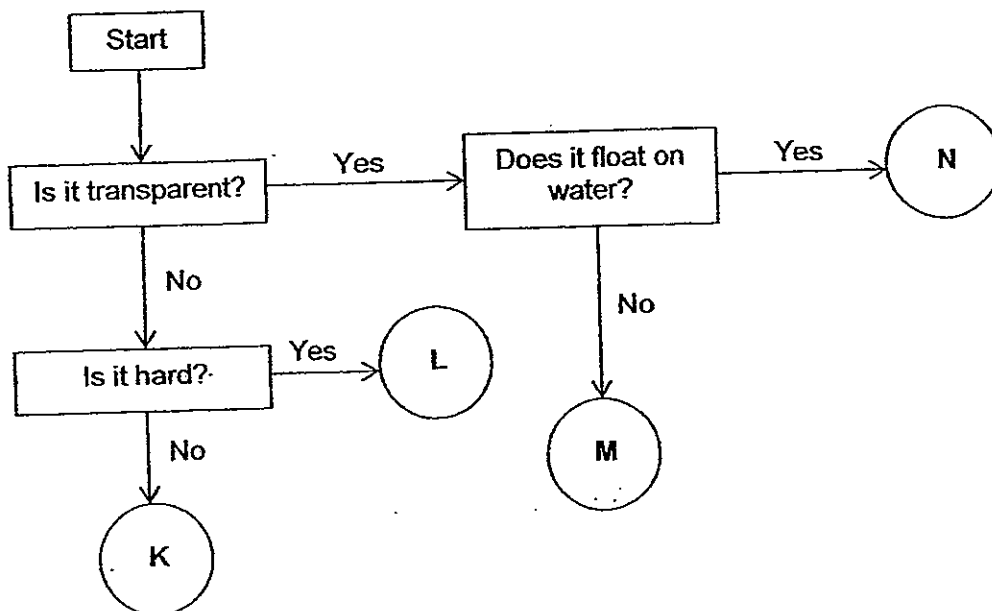 Start
Is it transparent?
Yes
Does it float on
water?
Yes
N
No
No
Is it hard?
Yes
L
M
No
K